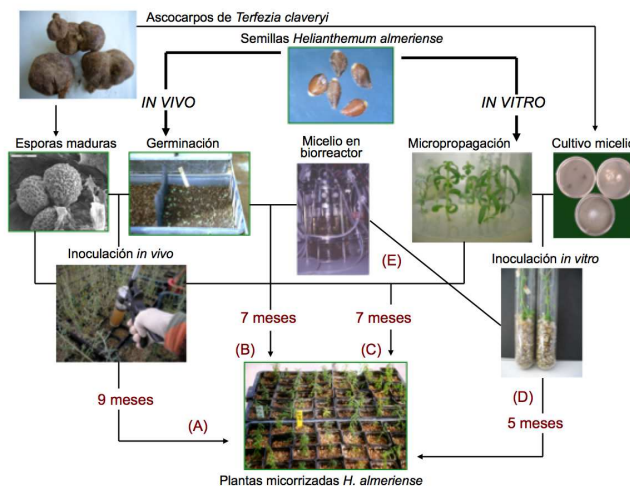 Ascocarpos de Terfezia claveryi
Semillas Helianthemum almeriense
IN VIVO
IN VITRO
Esporas maduras
Germinación
Micelio en
biorreactor
Micropropagación
Cultivo micelio
Inoculación in vivo
(E)
Inoculación in vitro
7 meses
7 meses
(B)
(C)
9 meses
(A)
(D)
5 meses
Plantas micorrizadas H. almeriense